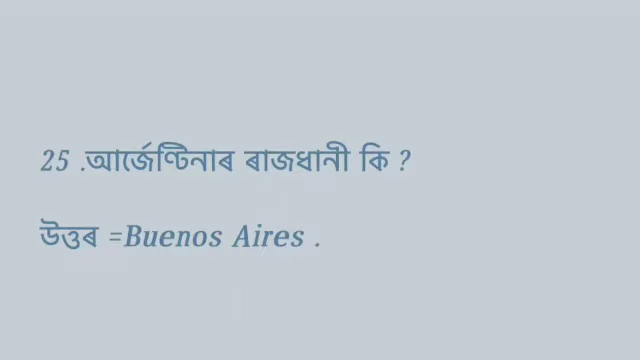 25 .আৰ্জেণ্টিনাৰ ৰাজধানী কি ?
উত্তৰ =Buenos Aires .